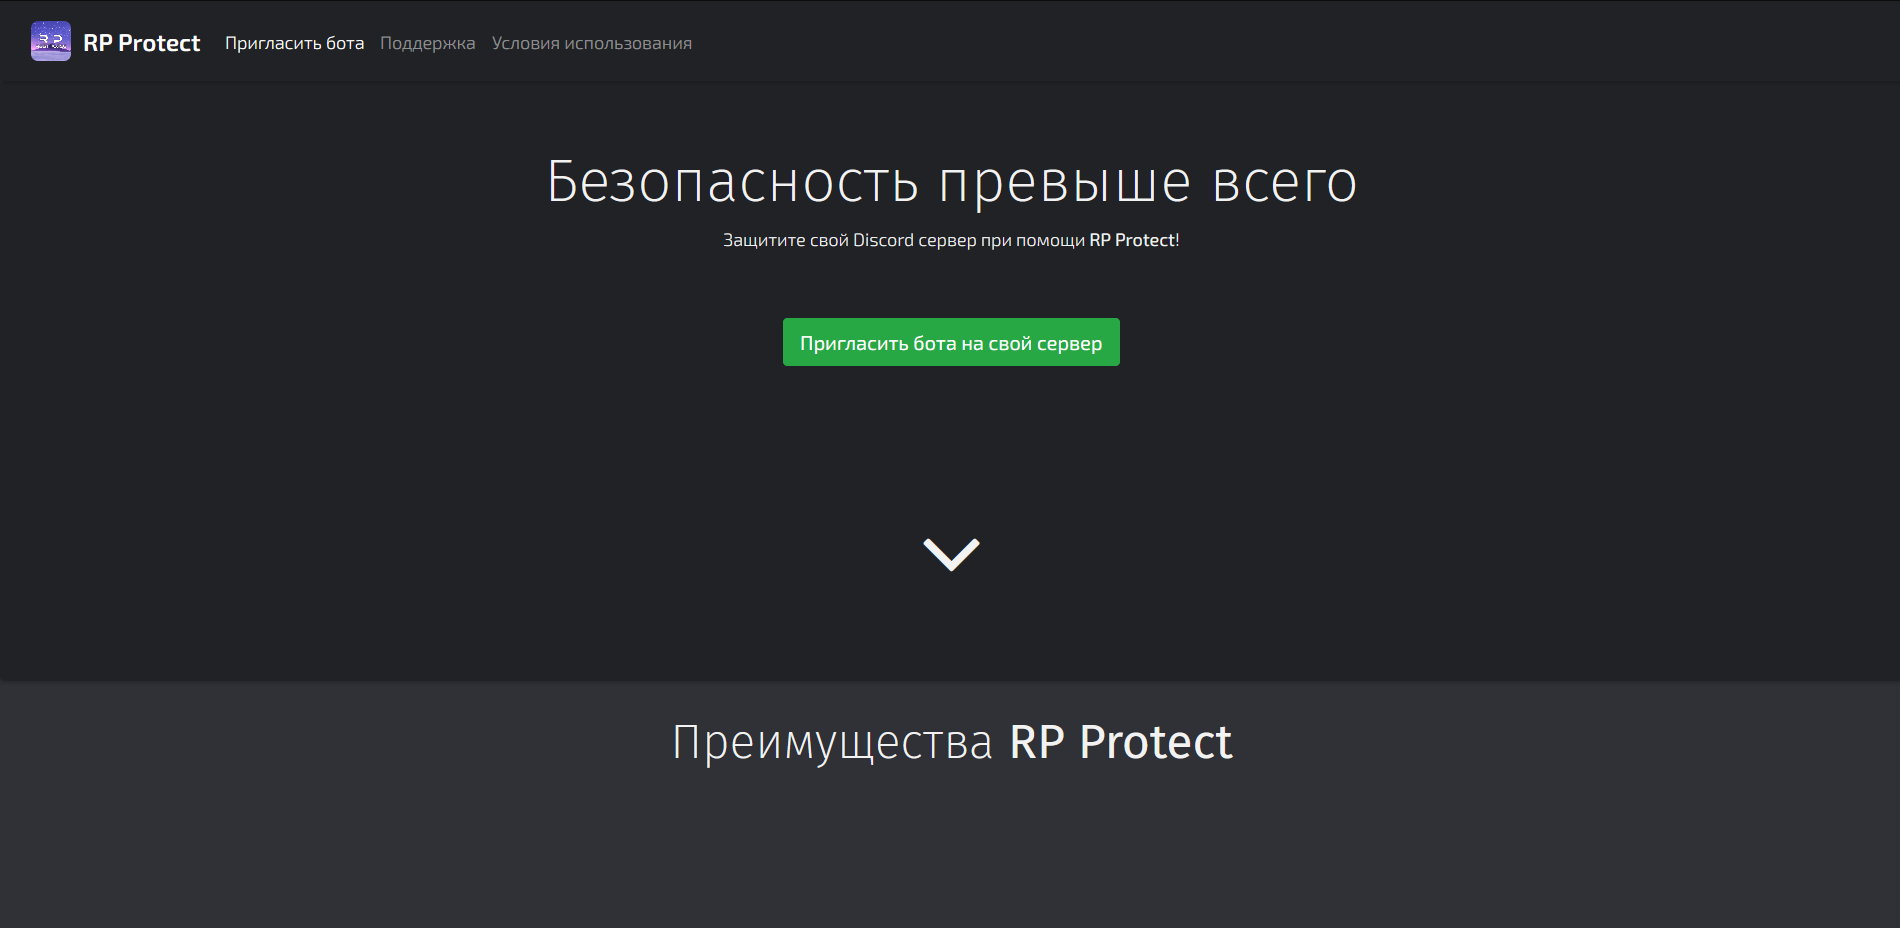 RP
RP Protect Пригласить бота Поддержка Условия использования
Безопасность превыше всего
Защитите свой Discord сервер при помощи RP Protect!
Пригласить бота на свой сервер
Преимущества RP Protect